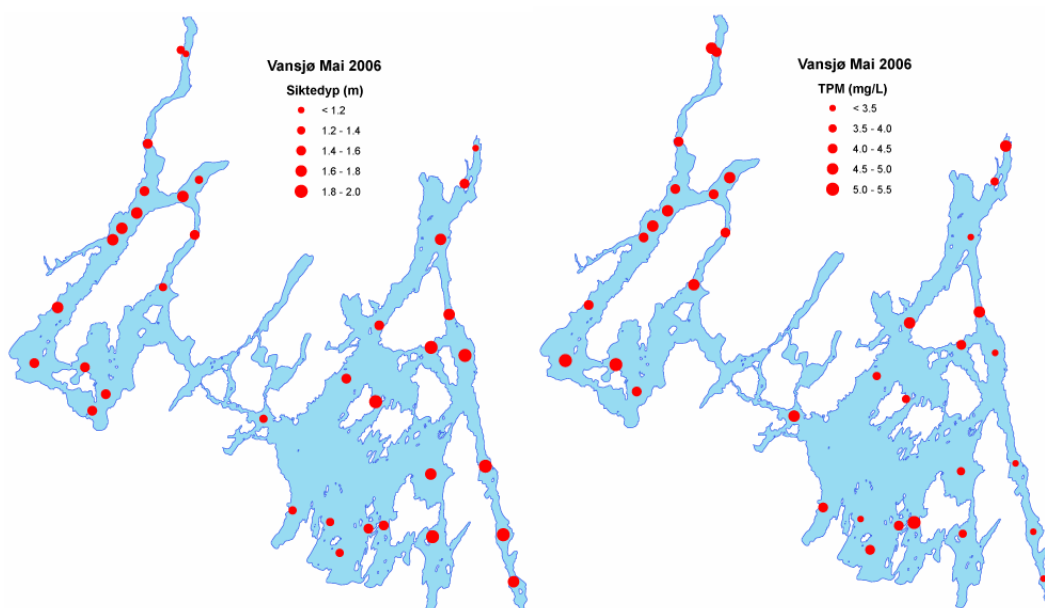 Vansjø Mai 2006
Siktedyp (m)
< 1.2
1.2 - 1.4
1.4 - 1.6
1.6 - 1.8
1.8 - 2.0
Vansjø Mai 2006
TPM (mg/L)
< 3.5
3.5 - 4.0
4.0 - 4.5
4.5 - 5.0
5.0 - 5.5